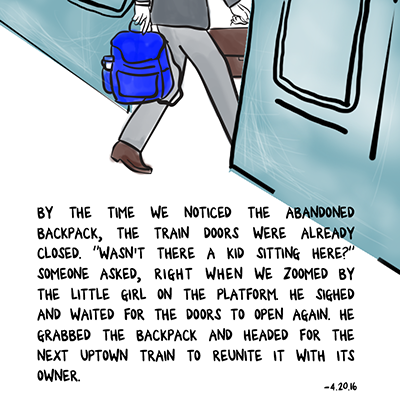 BY THE TIME WE NOTICED THE ABANDONED
BACKPACK, THE TRAIN DOORS WERE ALREADY
CLOSED. "WASN'T THERE A KID SITTING HERE?"
SOMEONE ASKED, RIGHT WHEN WE ZOOMED BY
THE LITTLE GIRL ON THE PLATFORM. HE SIGHED
AND WAITED FOR THE DOORS TO OPEN AGAIN. HE
GRABBED THE BACKPACK AND HEADED FOR THE
NEXT UPTOWN TRAIN TO REUNITE IT WITH ITS
OWNER.
-4.20.16